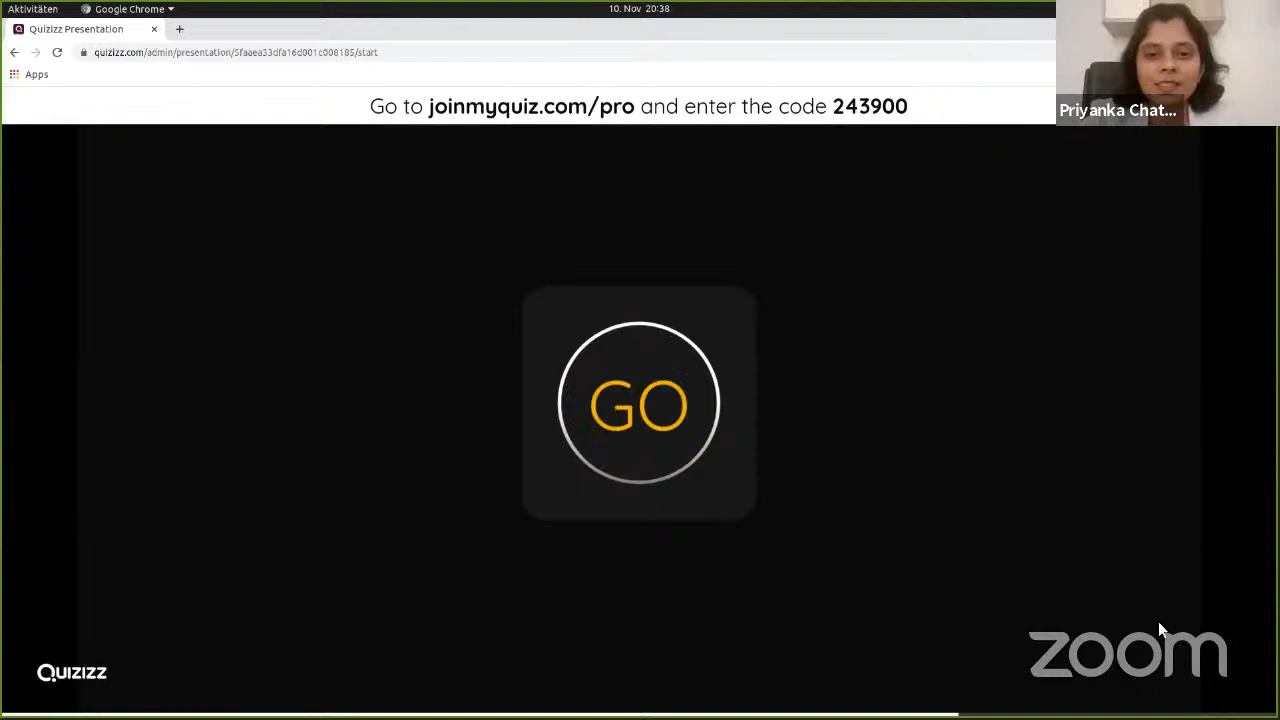 Aktivitäten
Google Chrome
10. Nov 20:38
Quizizz Presentation
quizizz.com/admin/presentation/5faaea33dfa16d001c008185/start
Apps
Go to joinmyquiz.com/pro and enter the code 243900
Priyanka Chat...
GO
Quizizz
zoom